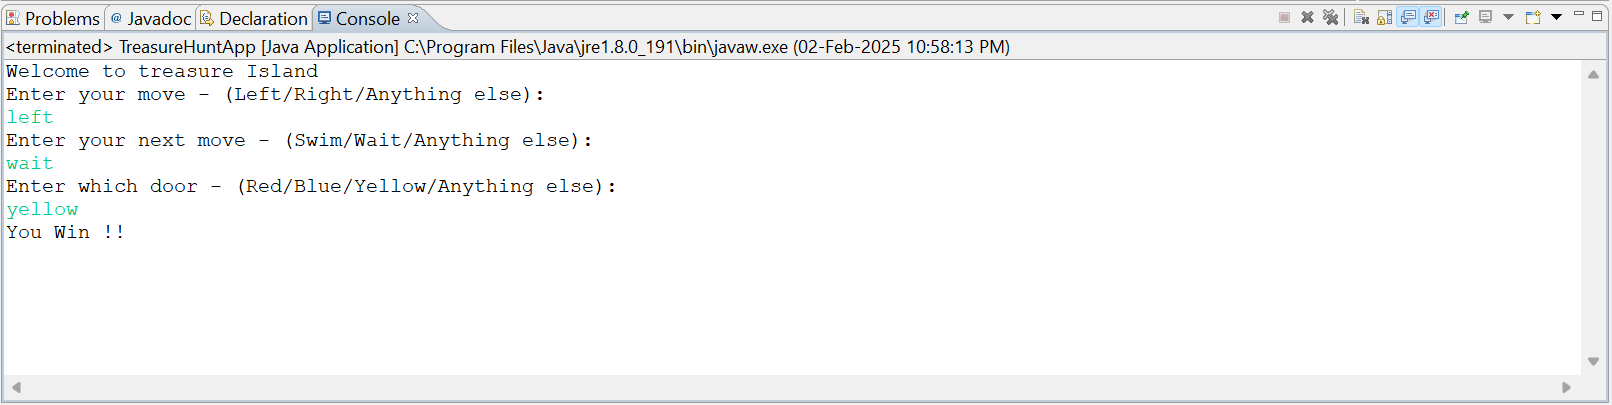 Problems @ Javadoc Declaration Console
<terminated> TreasureHuntApp [Java Application] C:\Program Files\Java\jre1.8.0_191\bin\javaw.exe (02-Feb-2025 10:58:13 PM)
Welcome to treasure Island
Enter your move - (Left/Right/Anything else):
left
Enter your next move - (Swim/Wait/Anything else):
wait
Enter which door - (Red/Blue/Yellow/Anything else):
yellow
You Win !!